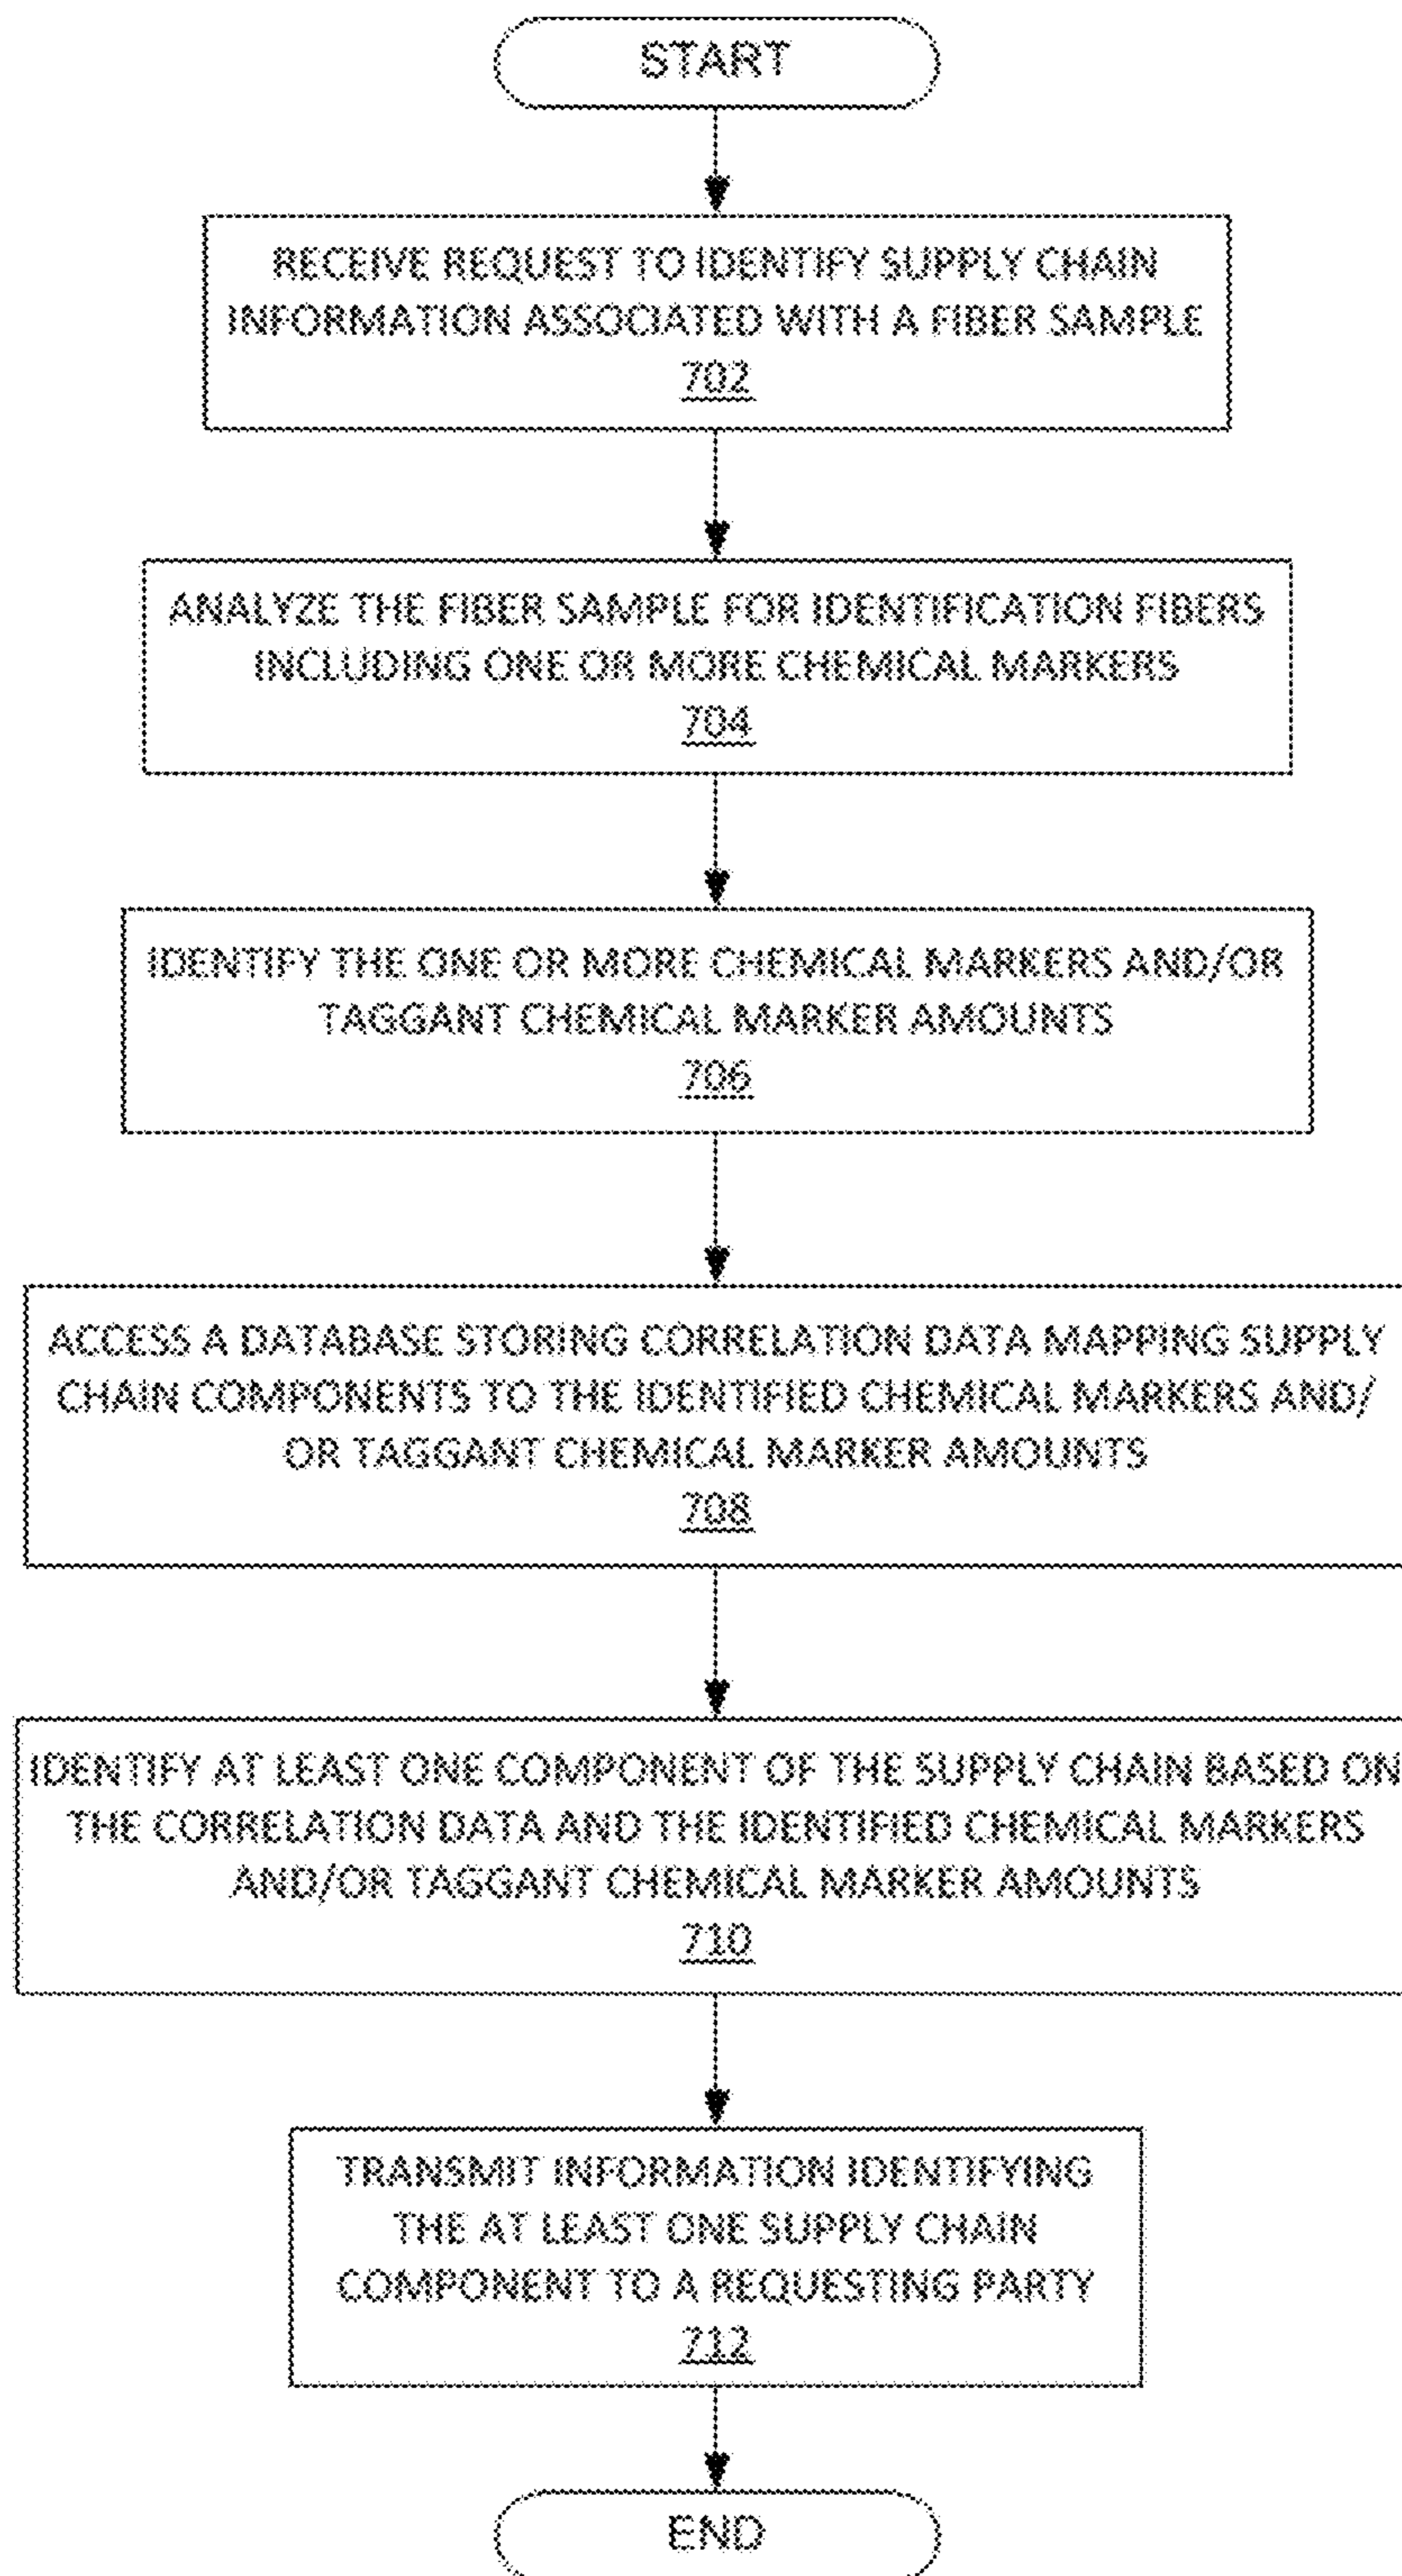 START
RECEIVE REQUEST TO IDENTIFY SUPPLY CHAIN
INFORMATION ASSOCIATED WITH A FIBER SAMPLE
702
ANALYZE THE FIBER SAMPLE FOR IDENTIFICATION FIBERS
INCLUDING ONE OR MORE CHEMICAL MARKERS
704
IDENTIFY THE ONE OR MORE CHEMICAL MARKERS AND/OR
TAGGANT CHEMICAL MARKER AMOUNTS
706
ACCESS A DATABASE STORING CORRELATION DATA MAPPING SUPPLY
CHAIN COMPONENTS TO THE IDENTIFIED CHEMICAL MARKERS AND/
OR TAGGANT CHEMICAL MARKER AMOUNTS
708
IDENTIFY AT LEAST ONE COMPONENT OF THE SUPPLY CHAIN BASED ON
THE CORRELATION DATA AND THE IDENTIFIED CHEMICAL MARKERS
AND/OR TAGGANT CHEMICAL MARKER AMOUNTS
710
TRANSMIT INFORMATION IDENTIFYING
THE AT LEAST ONE SUPPLY CHAIN
COMPONENT TO A REQUESTING PARTY
712
END